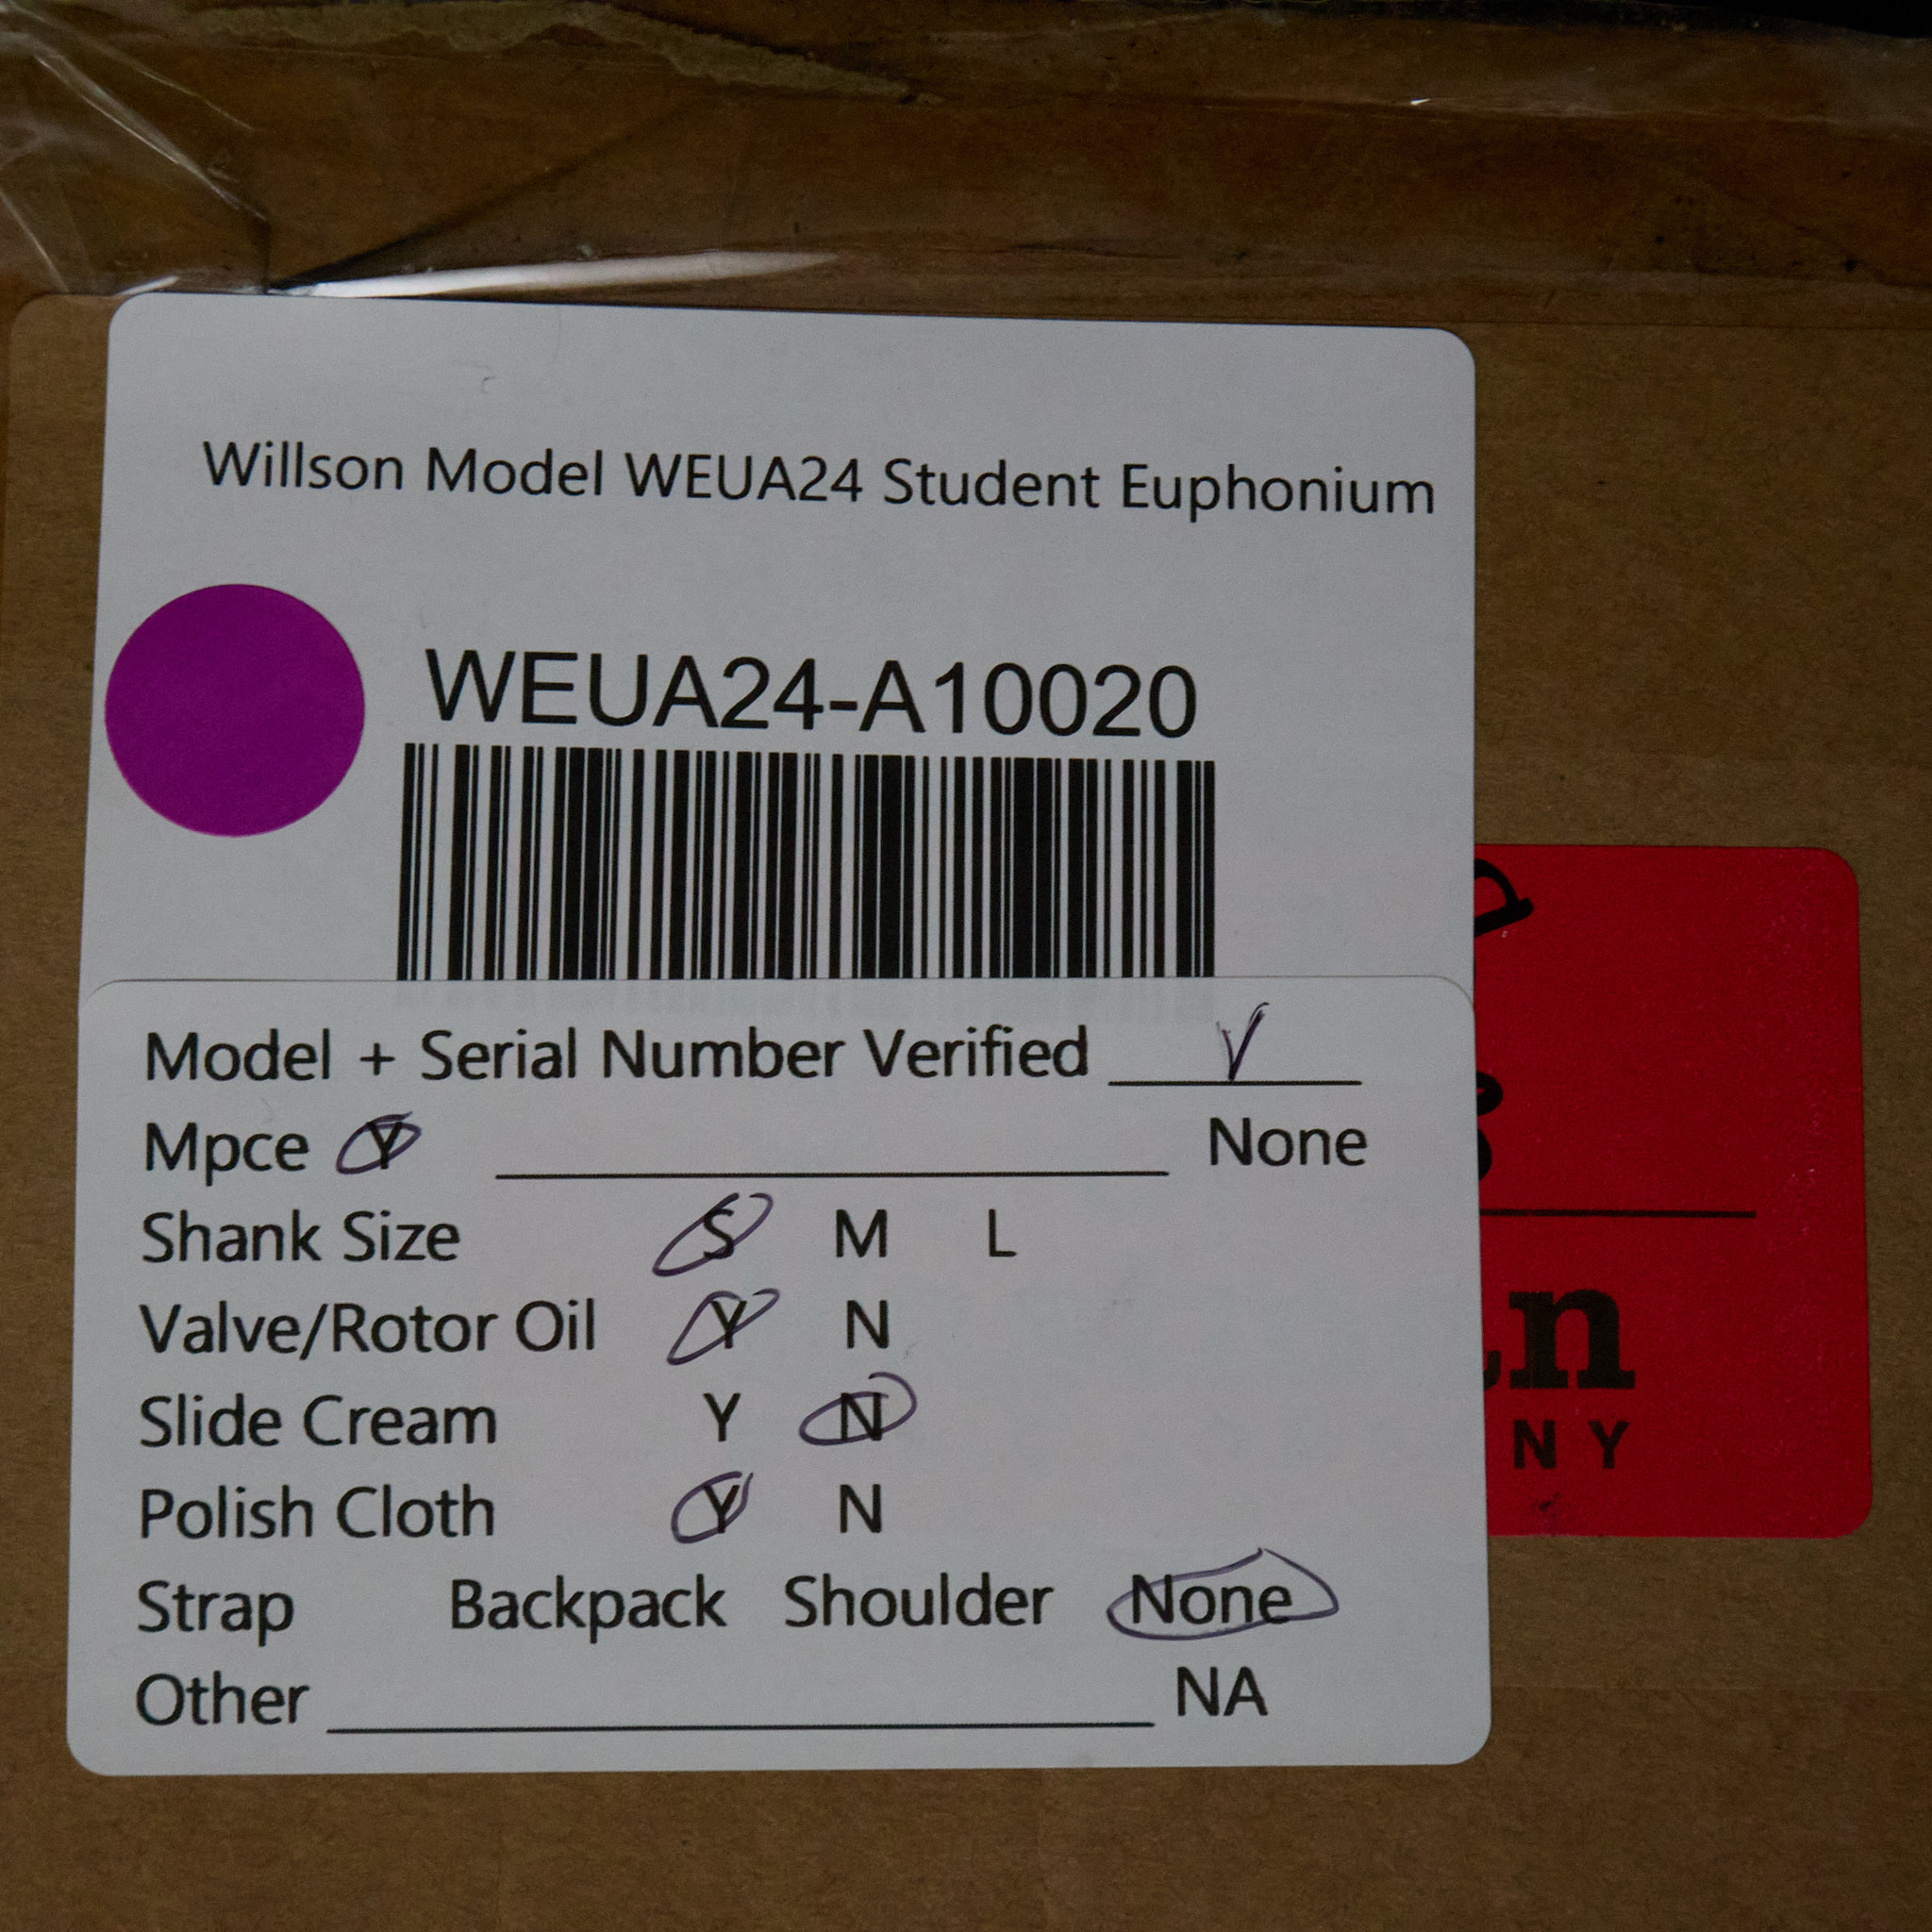 Willson Model WEUA24 Student Euphonium
WEUA24-A10020
Model + Serial Number Verified ✓
Mpce Y None
Shank Size S M L
Valve/Rotor Oil Y N
Slide Cream Y N
Polish Cloth Y N
Strap Backpack Shoulder None
Other NA
n
NY